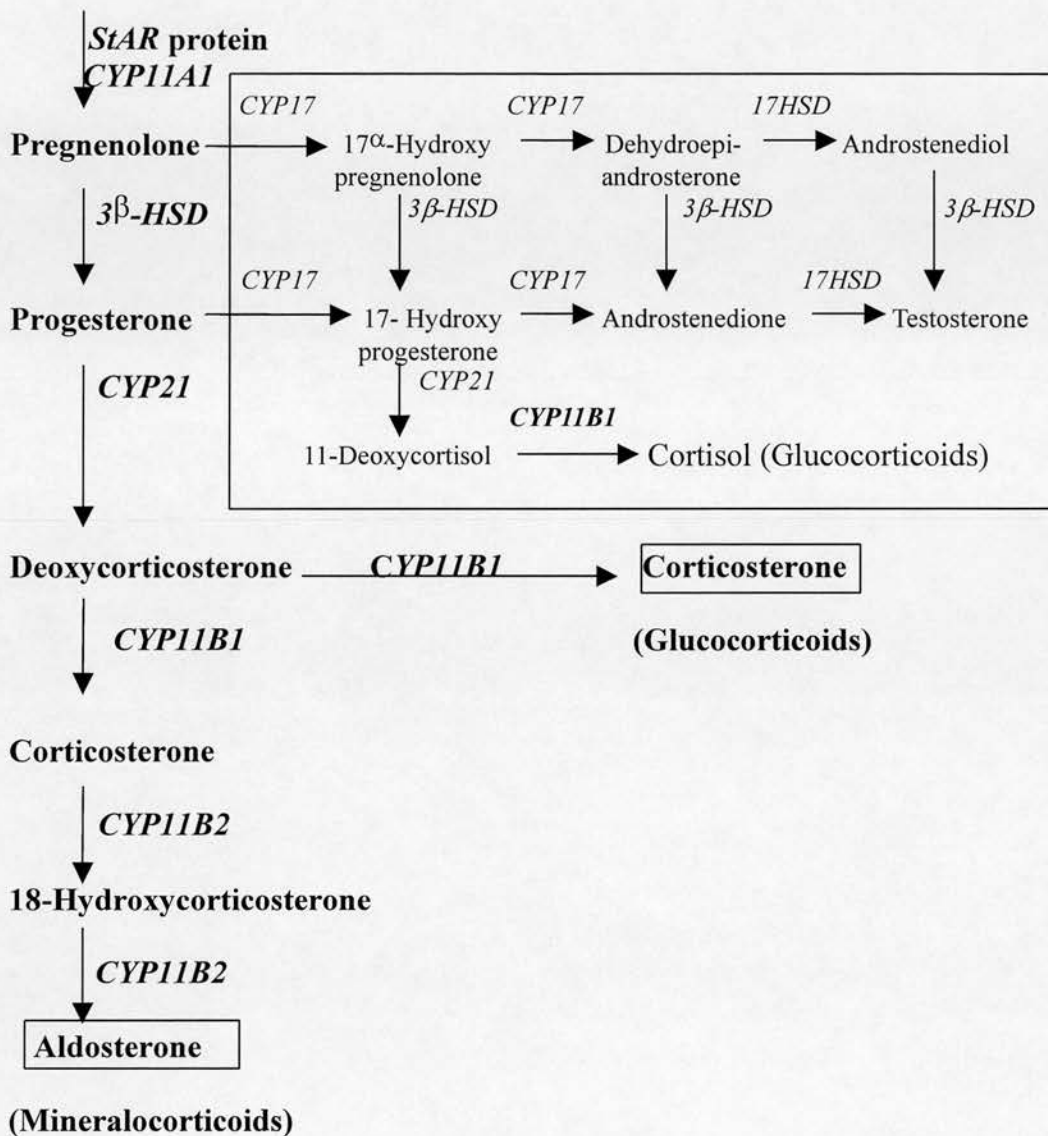 StAR protein
CYP11A1
CYP17 CYP17 17HSD
Pregnenolone 17α-Hydroxy Dehydroepi- Androstenediol
pregnenolone androsterone
3β-HSD 3β-HSD 3β-HSD 3β-HSD
CYP17 CYP17 17HSD
Progesterone 17- Hydroxy Androstenedione Testosterone
progesterone
CYP21 CYP21
CYP11B1
11-Deoxycortisol Cortisol (Glucocorticoids)
Deoxycorticosterone CYP11B1 Corticosterone
CYP11B1 (Glucocorticoids)
Corticosterone
CYP11B2
18-Hydroxycorticosterone
CYP11B2
Aldosterone
(Mineralocorticoids)